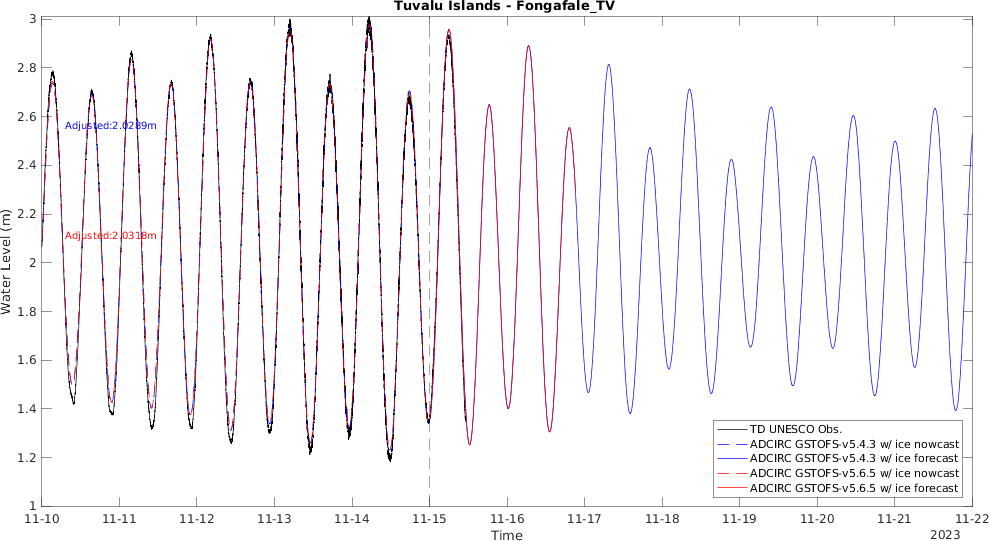 Tuvalu Islands - Fongafale_TV
3
2.8
2.6
2.4
2.2
2
1.8
1.6
1.4
1.2
1
Water Level (m)
Adjusted:2.0289m
Adjusted:2.0318m
TD UNESCO Obs.
ADCIRC GSTOFS-v5.4.3 w/ ice nowcast
ADCIRC GSTOFS-v5.4.3 w/ ice forecast
ADCIRC GSTOFS-v5.6.5 w/ ice nowcast
ADCIRC GSTOFS-v5.6.5 w/ ice forecast
11-10 11-11 11-12 11-13 11-14 11-15 11-16 11-17 11-18 11-19 11-20 11-21 11-22
Time
2023